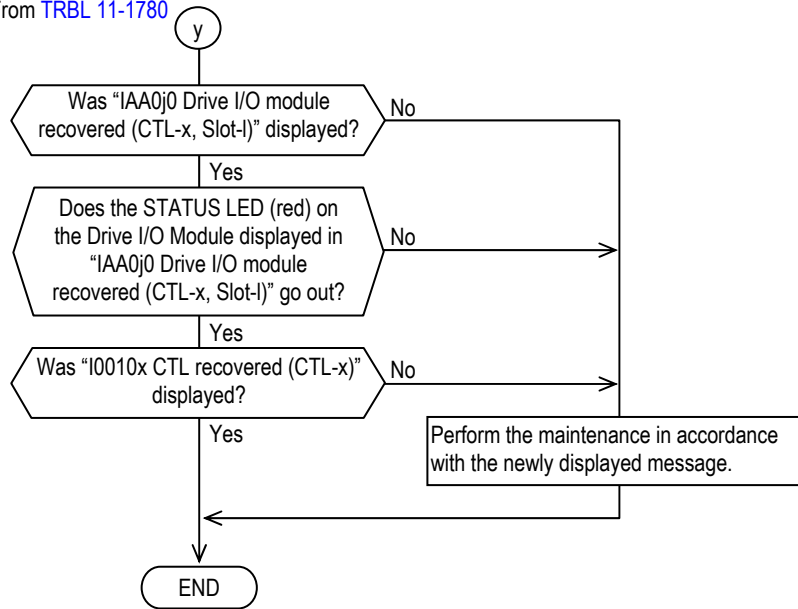 from TRBL 11-1780
y
Was “IAA0j0 Drive I/O module
recovered (CTL-x, Slot-l)” displayed?
No
Yes
Does the STATUS LED (red) on
the Drive I/O Module displayed in
“IAA0j0 Drive I/O module
recovered (CTL-x, Slot-l)” go out?
No
Yes
Was “I0010x CTL recovered (CTL-x)”
displayed?
No
Yes
Perform the maintenance in accordance
with the newly displayed message.
END